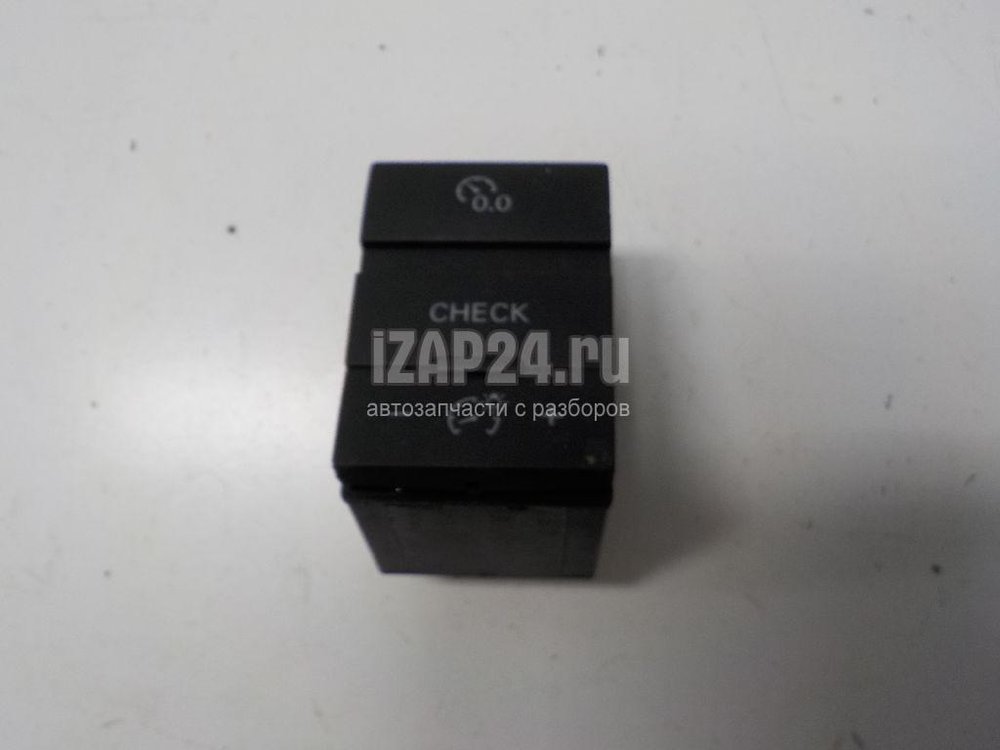 0.0
CHECK
iZAP24.ru
автозапчасти с разборов
- +